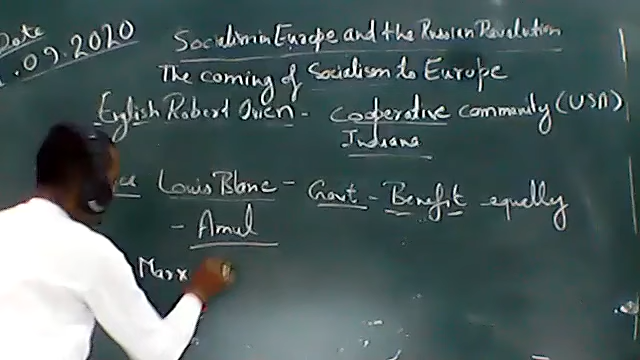 Date
.09.2020
Socialism in Europe and the Russian Revolution
The coming of Socialism to Europe
English Robert Owen - cooperative community (USA)
Indiana
Louis Blanc - Govt - Benefit equally
- Amul
Marx